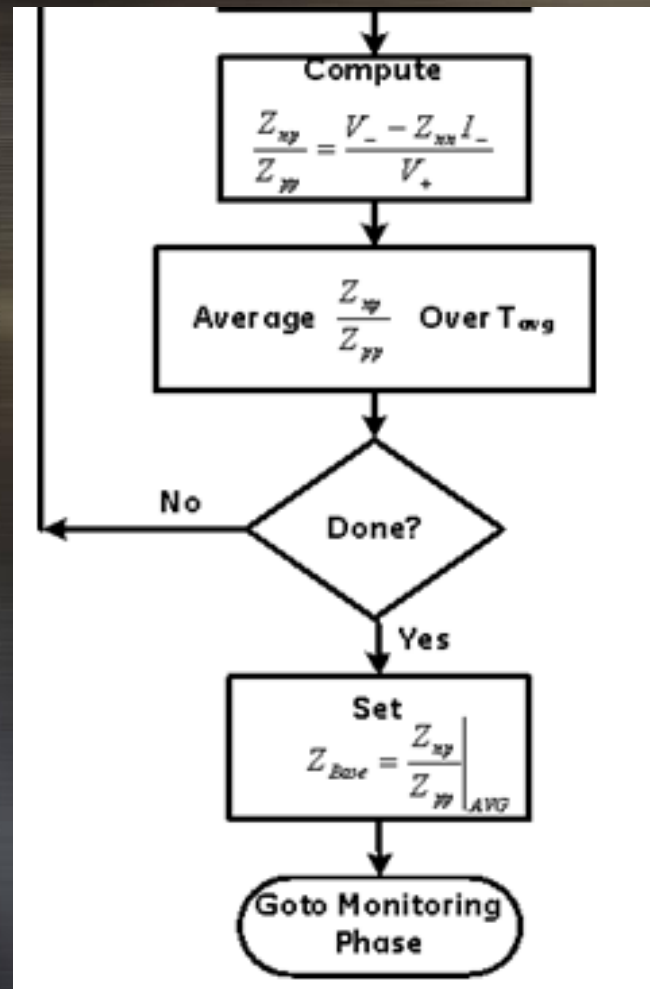 Compute
Z_np / Z_pp = (V_- − Z_nn I_-) / V_+
Average Z_np / Z_pp Over T_avg
No
Done?
Yes
Set
Z_Base = Z_np / Z_pp |_AVG
Goto Monitoring
Phase